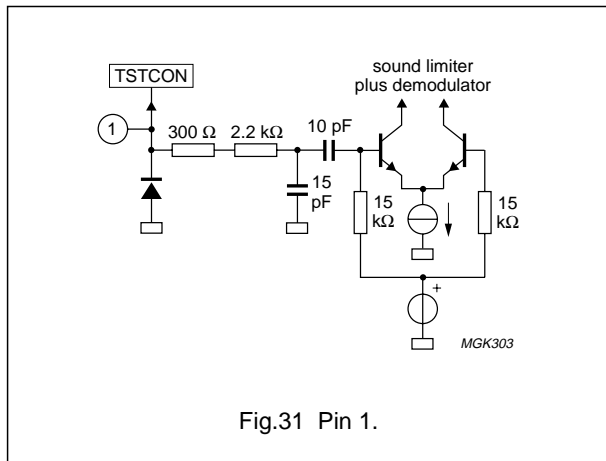 sound limiter
plus demodulator
TSTCON
1
300 Ω
2.2 kΩ
10 pF
15
pF
15
kΩ
15
kΩ
+
MGK303
Fig.31 Pin 1.